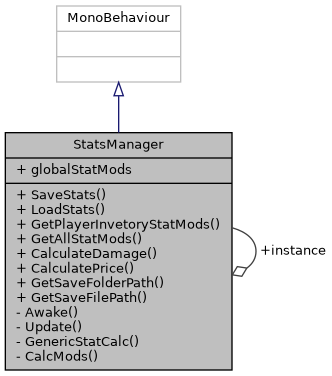 MonoBehaviour
StatsManager
+ globalStatMods
+ SaveStats()
+ LoadStats()
+ GetPlayerInvetoryStatMods()
+ GetAllStatMods()
+ CalculateDamage()
+ CalculatePrice()
+ GetSaveFolderPath()
+ GetSaveFilePath()
- Awake()
- Update()
- GenericStatCalc()
- CalcMods()
+instance